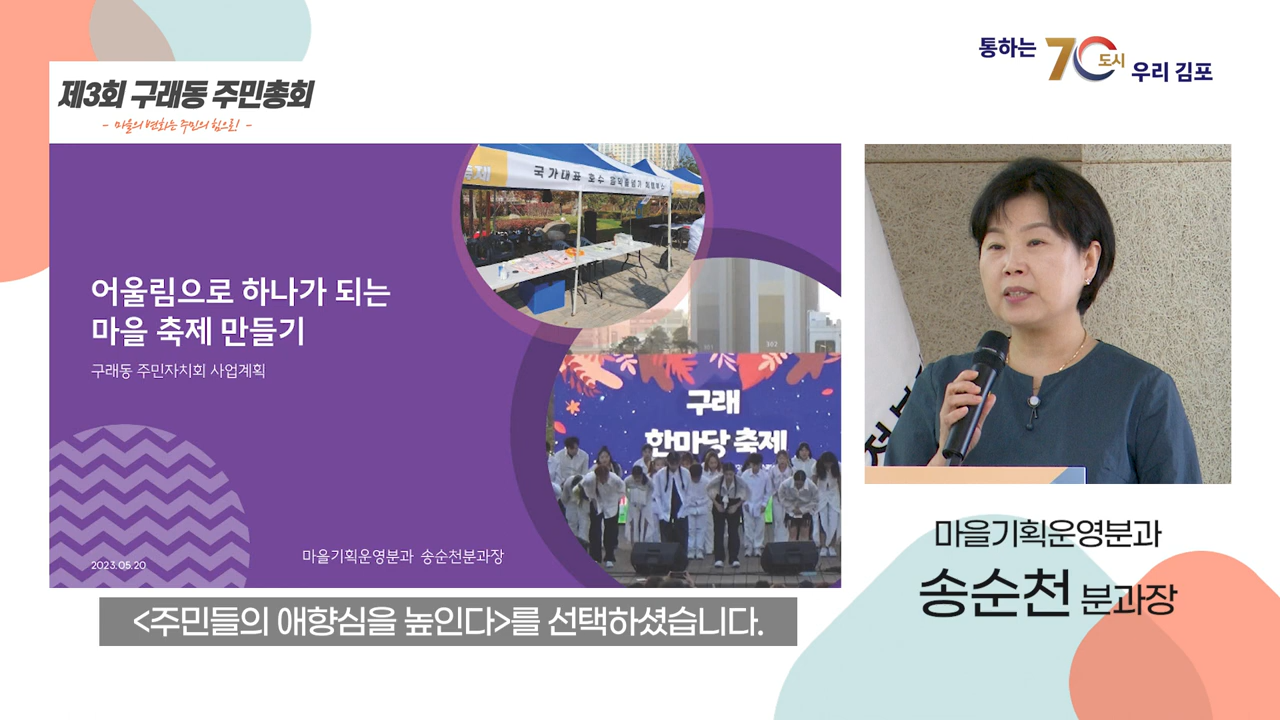 제3회 구래동 주민총회
- 마을의 변화는 주민의 힘으로! -
통하는 70 도시 우리 김포
축제
국가대표 호수
어울림으로 하나가 되는
마을 축제 만들기
구래동 주민자치회 사업계획
구래
한마당 축제
2023.05.20
마을기획운영분과 송순천분과장
마을기획운영분과
송순천 분과장
<주민들의 애향심을 높인다>를 선택하셨습니다.